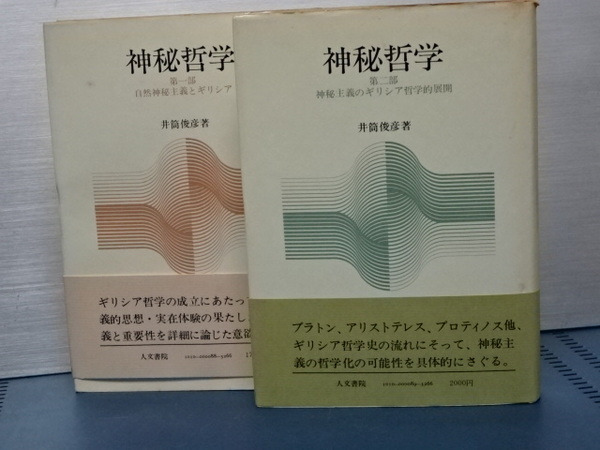 神秘哲学
第一部
自然神秘主義とギリシア
井筒俊彦著
ギリシア哲学の成立にあたっ
義的思想・実在体験の果たし
義と重要性を詳細に論じた意
人文書院
神秘哲学
第二部
神秘主義のギリシア哲学的展開
井筒俊彦著
プラトン、アリストテレス、プロティノス他、
ギリシア哲学史の流れにそって、神秘主
義の哲学化の可能性を具体的にさぐる。
人文書院
2000円